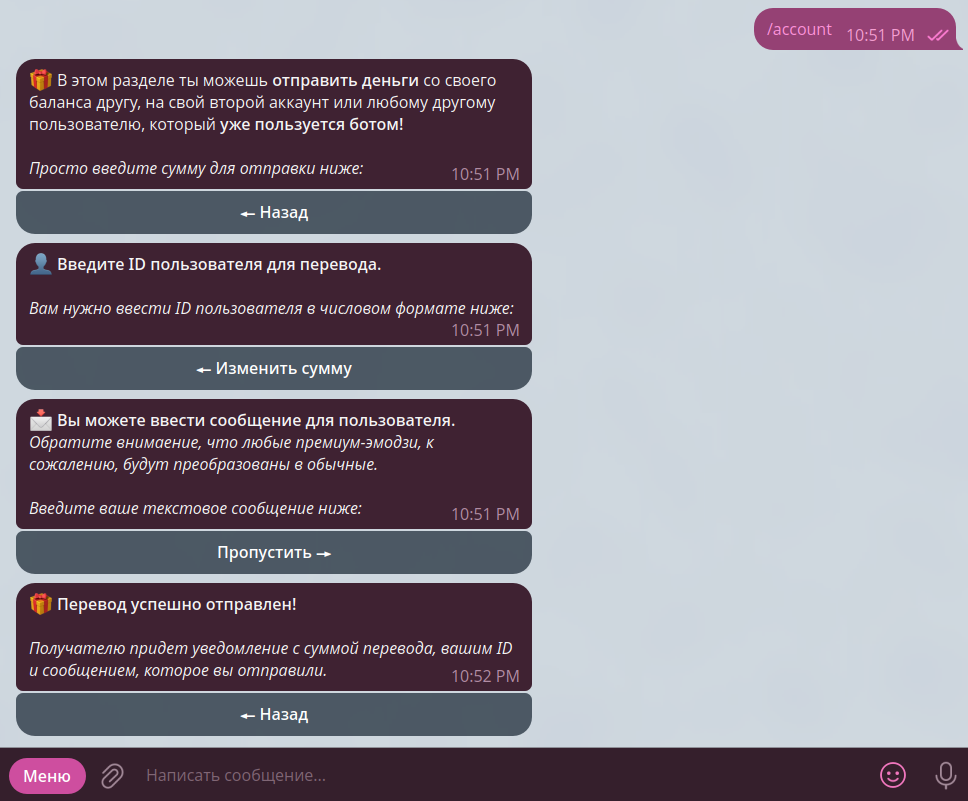 /account 10:51 PM
В этом разделе ты можешь отправить деньги со своего
баланса другу, на свой второй аккаунт или любому другому
пользователю, который уже пользуется ботом!
Просто введите сумму для отправки ниже: 10:51 PM
← Назад
Введите ID пользователя для перевода.
Вам нужно ввести ID пользователя в числовом формате ниже:
10:51 PM
← Изменить сумму
Вы можете ввести сообщение для пользователя.
Обратите внимаение, что любые премиум-эмодзи, к
сожалению, будут преобразованы в обычные.
Введите ваше текстовое сообщение ниже: 10:51 PM
Пропустить →
Перевод успешно отправлен!
Получателю придет уведомление с суммой перевода, вашим ID
и сообщением, которое вы отправили. 10:52 PM
← Назад
Меню Написать сообщение...